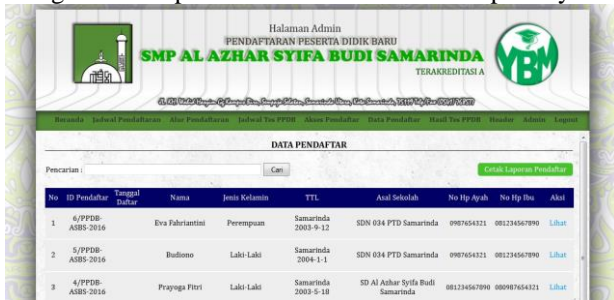 Halaman Admin
PENDAFTARAN PESERTA DIDIK BARU
SMP AL AZHAR SYIFA BUDI SAMARINDA
TERAKREDITASI A
YBM
Beranda Jadwal Pendaftaran Alur Pendaftaran Jadwal Tes PPDB Akses Pendaftar Data Pendaftar Hasil Tes PPDB Header Admin Logout
DATA PENDAFTAR
Pencarian : Cari Cetak Laporan Pendaftar
No ID Pendaftar Tanggal Daftar Nama Jenis Kelamin TTL Asal Sekolah No Hp Ayah No Hp Ibu Aksi
1 6/PPDB-ASBS-2016 Eva Fahriantini Perempuan Samarinda 2003-9-12 SDN 034 PTD Samarinda 0987654321 081234567890 Lihat
2 5/PPDB-ASBS-2016 Budiono Laki-Laki Samarinda 2004-1-1 SDN 034 PTD Samarinda 0987654321 081234567890 Lihat
3 4/PPDB-ASBS-2016 Prayoga Fitri Laki-Laki Samarinda 2003-5-18 SD Al Azhar Syifa Budi Samarinda 081234567890 080987654321 Lihat